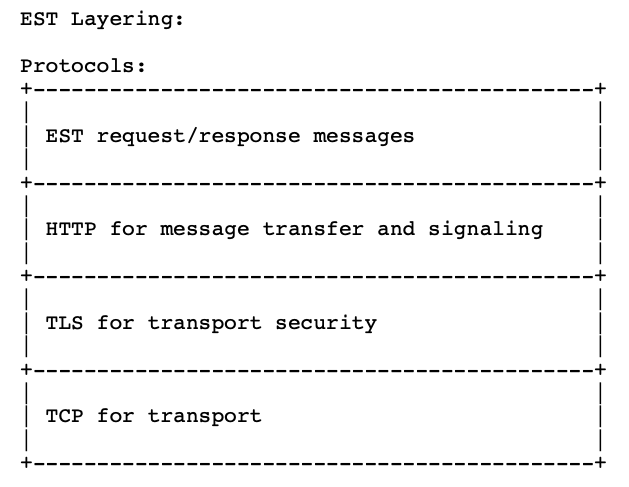 EST Layering:
Protocols:
EST request/response messages
HTTP for message transfer and signaling
TLS for transport security
TCP for transport